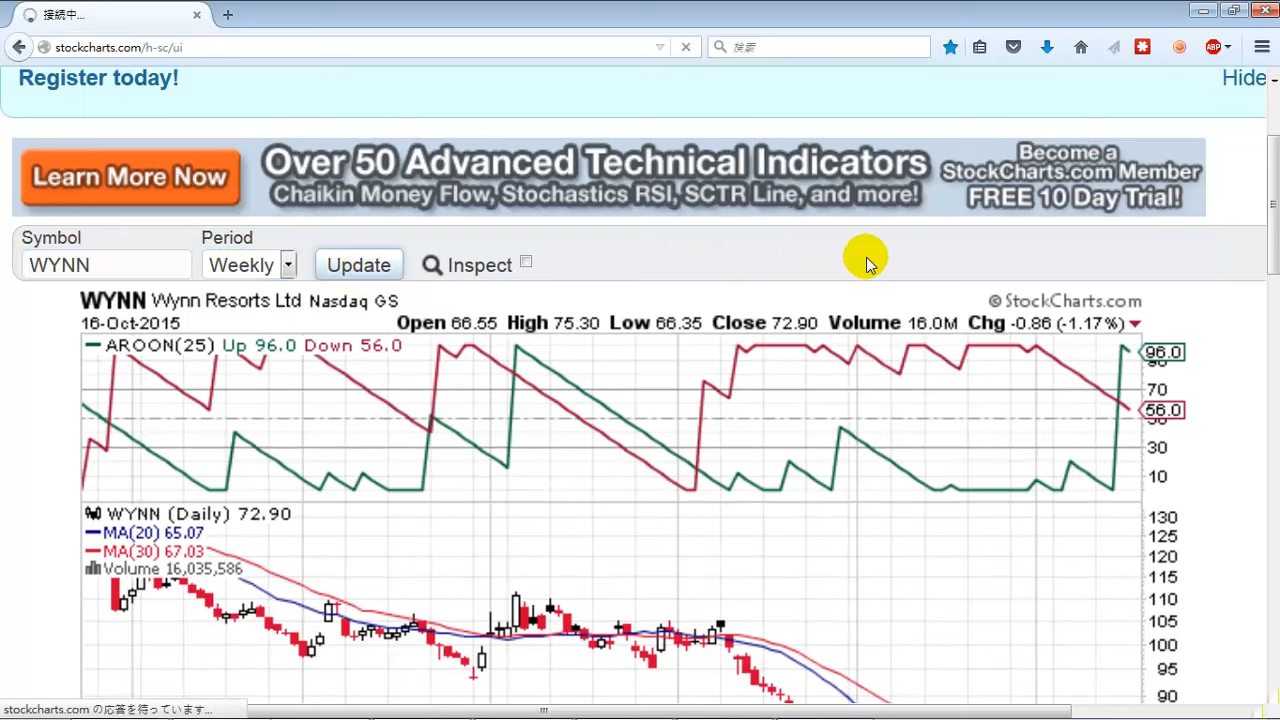 接続中...
stockcharts.com/h-sc/ui
検索
ABP
Register today!
Hide
Learn More Now
Over 50 Advanced Technical Indicators
Chaikin Money Flow, Stochastics RSI, SCTR Line, and more!
Become a
StockCharts.com Member
FREE 10 Day Trial!
Symbol
Period
WYNN
Weekly
Update
Inspect
WYNN Wynn Resorts Ltd Nasdaq GS
© StockCharts.com
16-Oct-2015
Open 66.55 High 75.30 Low 66.35 Close 72.90 Volume 16.0M Chg -0.86 (-1.17%)
AROON(25) Up 96.0 Down 56.0
96.0
90
70
56.0
50
30
10
WYNN (Daily) 72.90
MA(20) 65.07
MA(30) 67.03
Volume 16,035,586
130
125
120
115
110
105
100
95
90
stockcharts.com の応答を待っています...